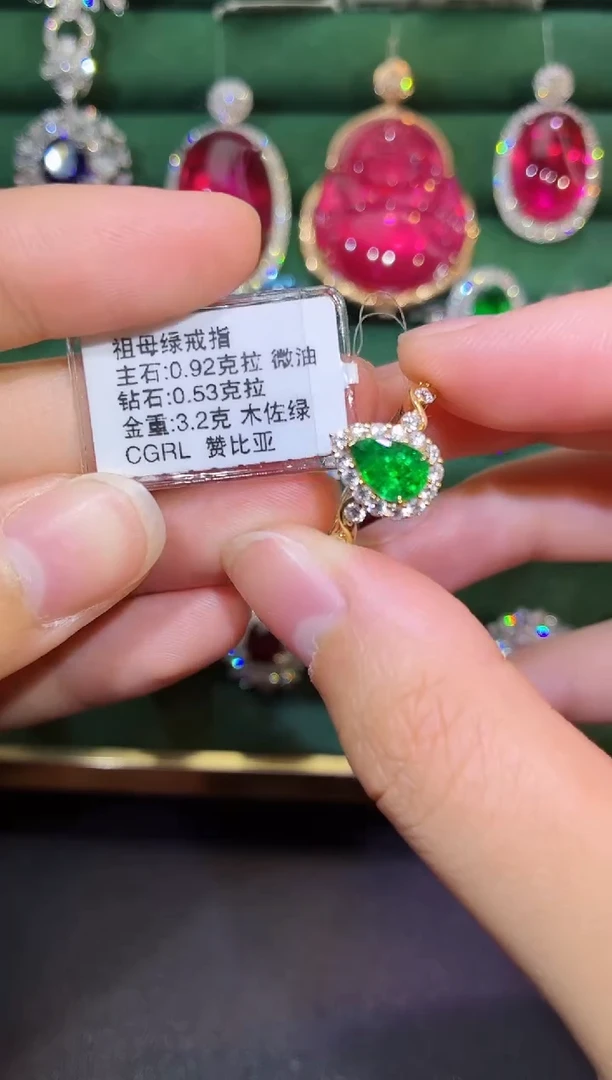 祖母绿戒指
主石:0.92克拉 微油
钻石:0.53克拉
金重:3.2克 木佐绿
CGRL 赞比亚